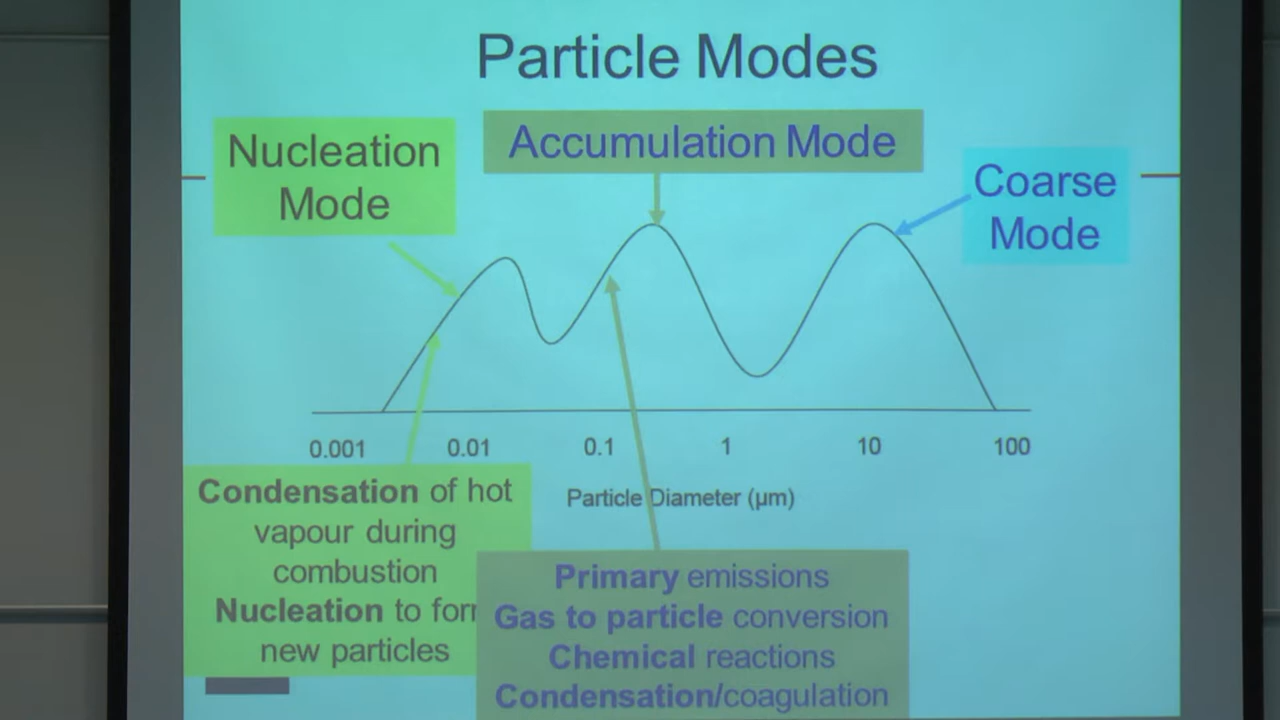 Particle Modes
Nucleation
Mode
Accumulation Mode
Coarse
Mode
0.001 0.01 0.1 1 10 100
Particle Diameter (µm)
Condensation of hot
vapour during
combustion
Nucleation to
new particles
Primary emissions
Gas to particle conversion
Chemical reactions
Condensation/coagulation